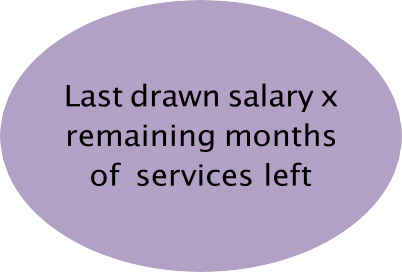 Last drawn salary x
remaining months
of services left